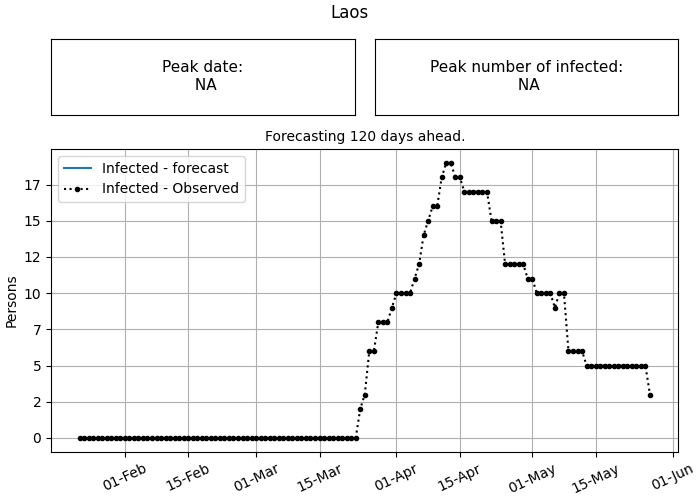 Laos
Peak date:
NA
Peak number of infected:
NA
Forecasting 120 days ahead.
Infected - forecast
Infected - Observed
Persons
17
15
12
10
7
5
2
0
01-Feb
15-Feb
01-Mar
15-Mar
01-Apr
15-Apr
01-May
15-May
01-Jun